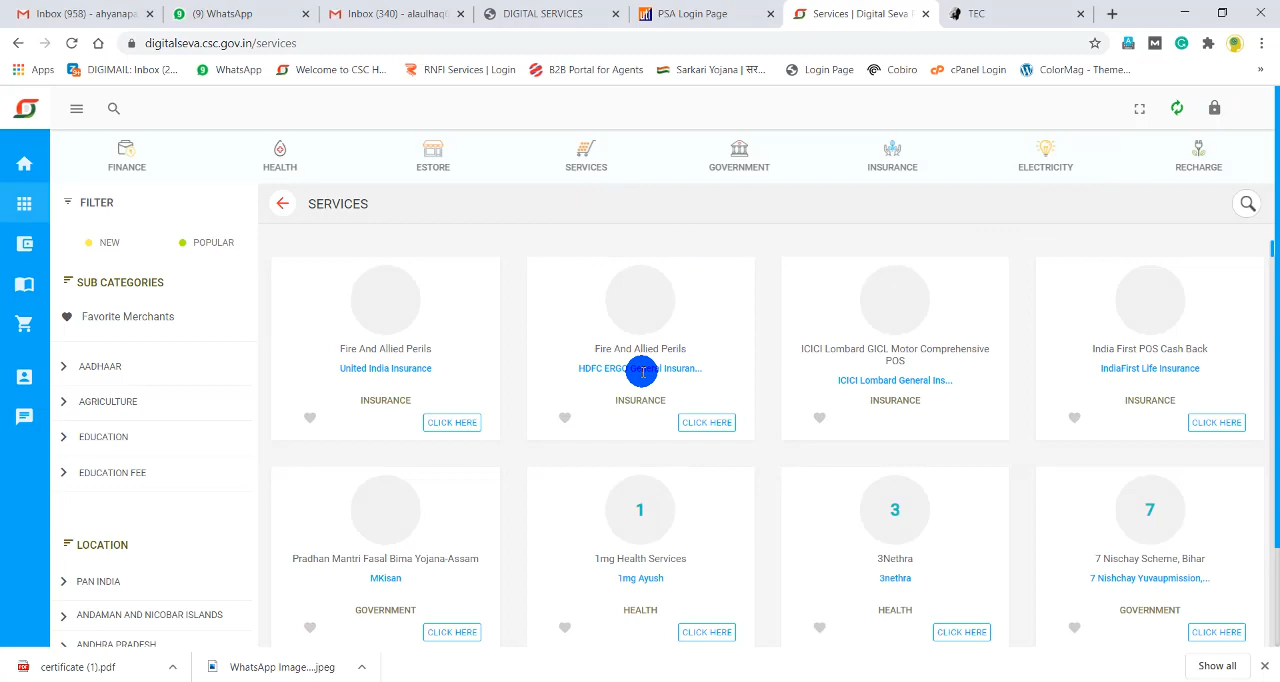 Inbox (958) - ahyanapa
(9) WhatsApp
Inbox (340) - alaulhaqC
DIGITAL SERVICES
uti PSA Login Page
Services | Digital Seva
TEC
digitalseva.csc.gov.in/services
Apps
DIGIMAIL: Inbox (2...
WhatsApp
Welcome to CSC H...
RNFI Services | Login
B2B Portal for Agents
Login Page
Cobiro
cPanel Login
ColorMag - Theme...
»
FINANCE
HEALTH
ESTORE
SERVICES
GOVERNMENT
INSURANCE
ELECTRICITY
RECHARGE
FILTER
SERVICES
NEW
POPULAR
SUB CATEGORIES
Favorite Merchants
AADHAAR
AGRICULTURE
EDUCATION
EDUCATION FEE
LOCATION
PAN INDIA
ANDAMAN AND NICOBAR ISLANDS
ANDHRA PRADESH
Fire And Allied Perils
United India Insurance
INSURANCE
CLICK HERE
Fire And Allied Perils
HDFC ERGO General Insuran...
INSURANCE
CLICK HERE
ICICI Lombard GICL Motor Comprehensive
POS
ICICI Lombard General Ins...
INSURANCE
India First POS Cash Back
IndiaFirst Life Insurance
INSURANCE
CLICK HERE
Pradhan Mantri Fasal Bima Yojana-Assam
MKisan
GOVERNMENT
CLICK HERE
1
1mg Health Services
1mg Ayush
HEALTH
CLICK HERE
3
3Nethra
3nethra
HEALTH
CLICK HERE
7
7 Nischay Scheme, Bihar
7 Nishchay Yuvaupmission,...
GOVERNMENT
CLICK HERE
PDF
certificate (1).pdf
WhatsApp Image....jpeg
Show all